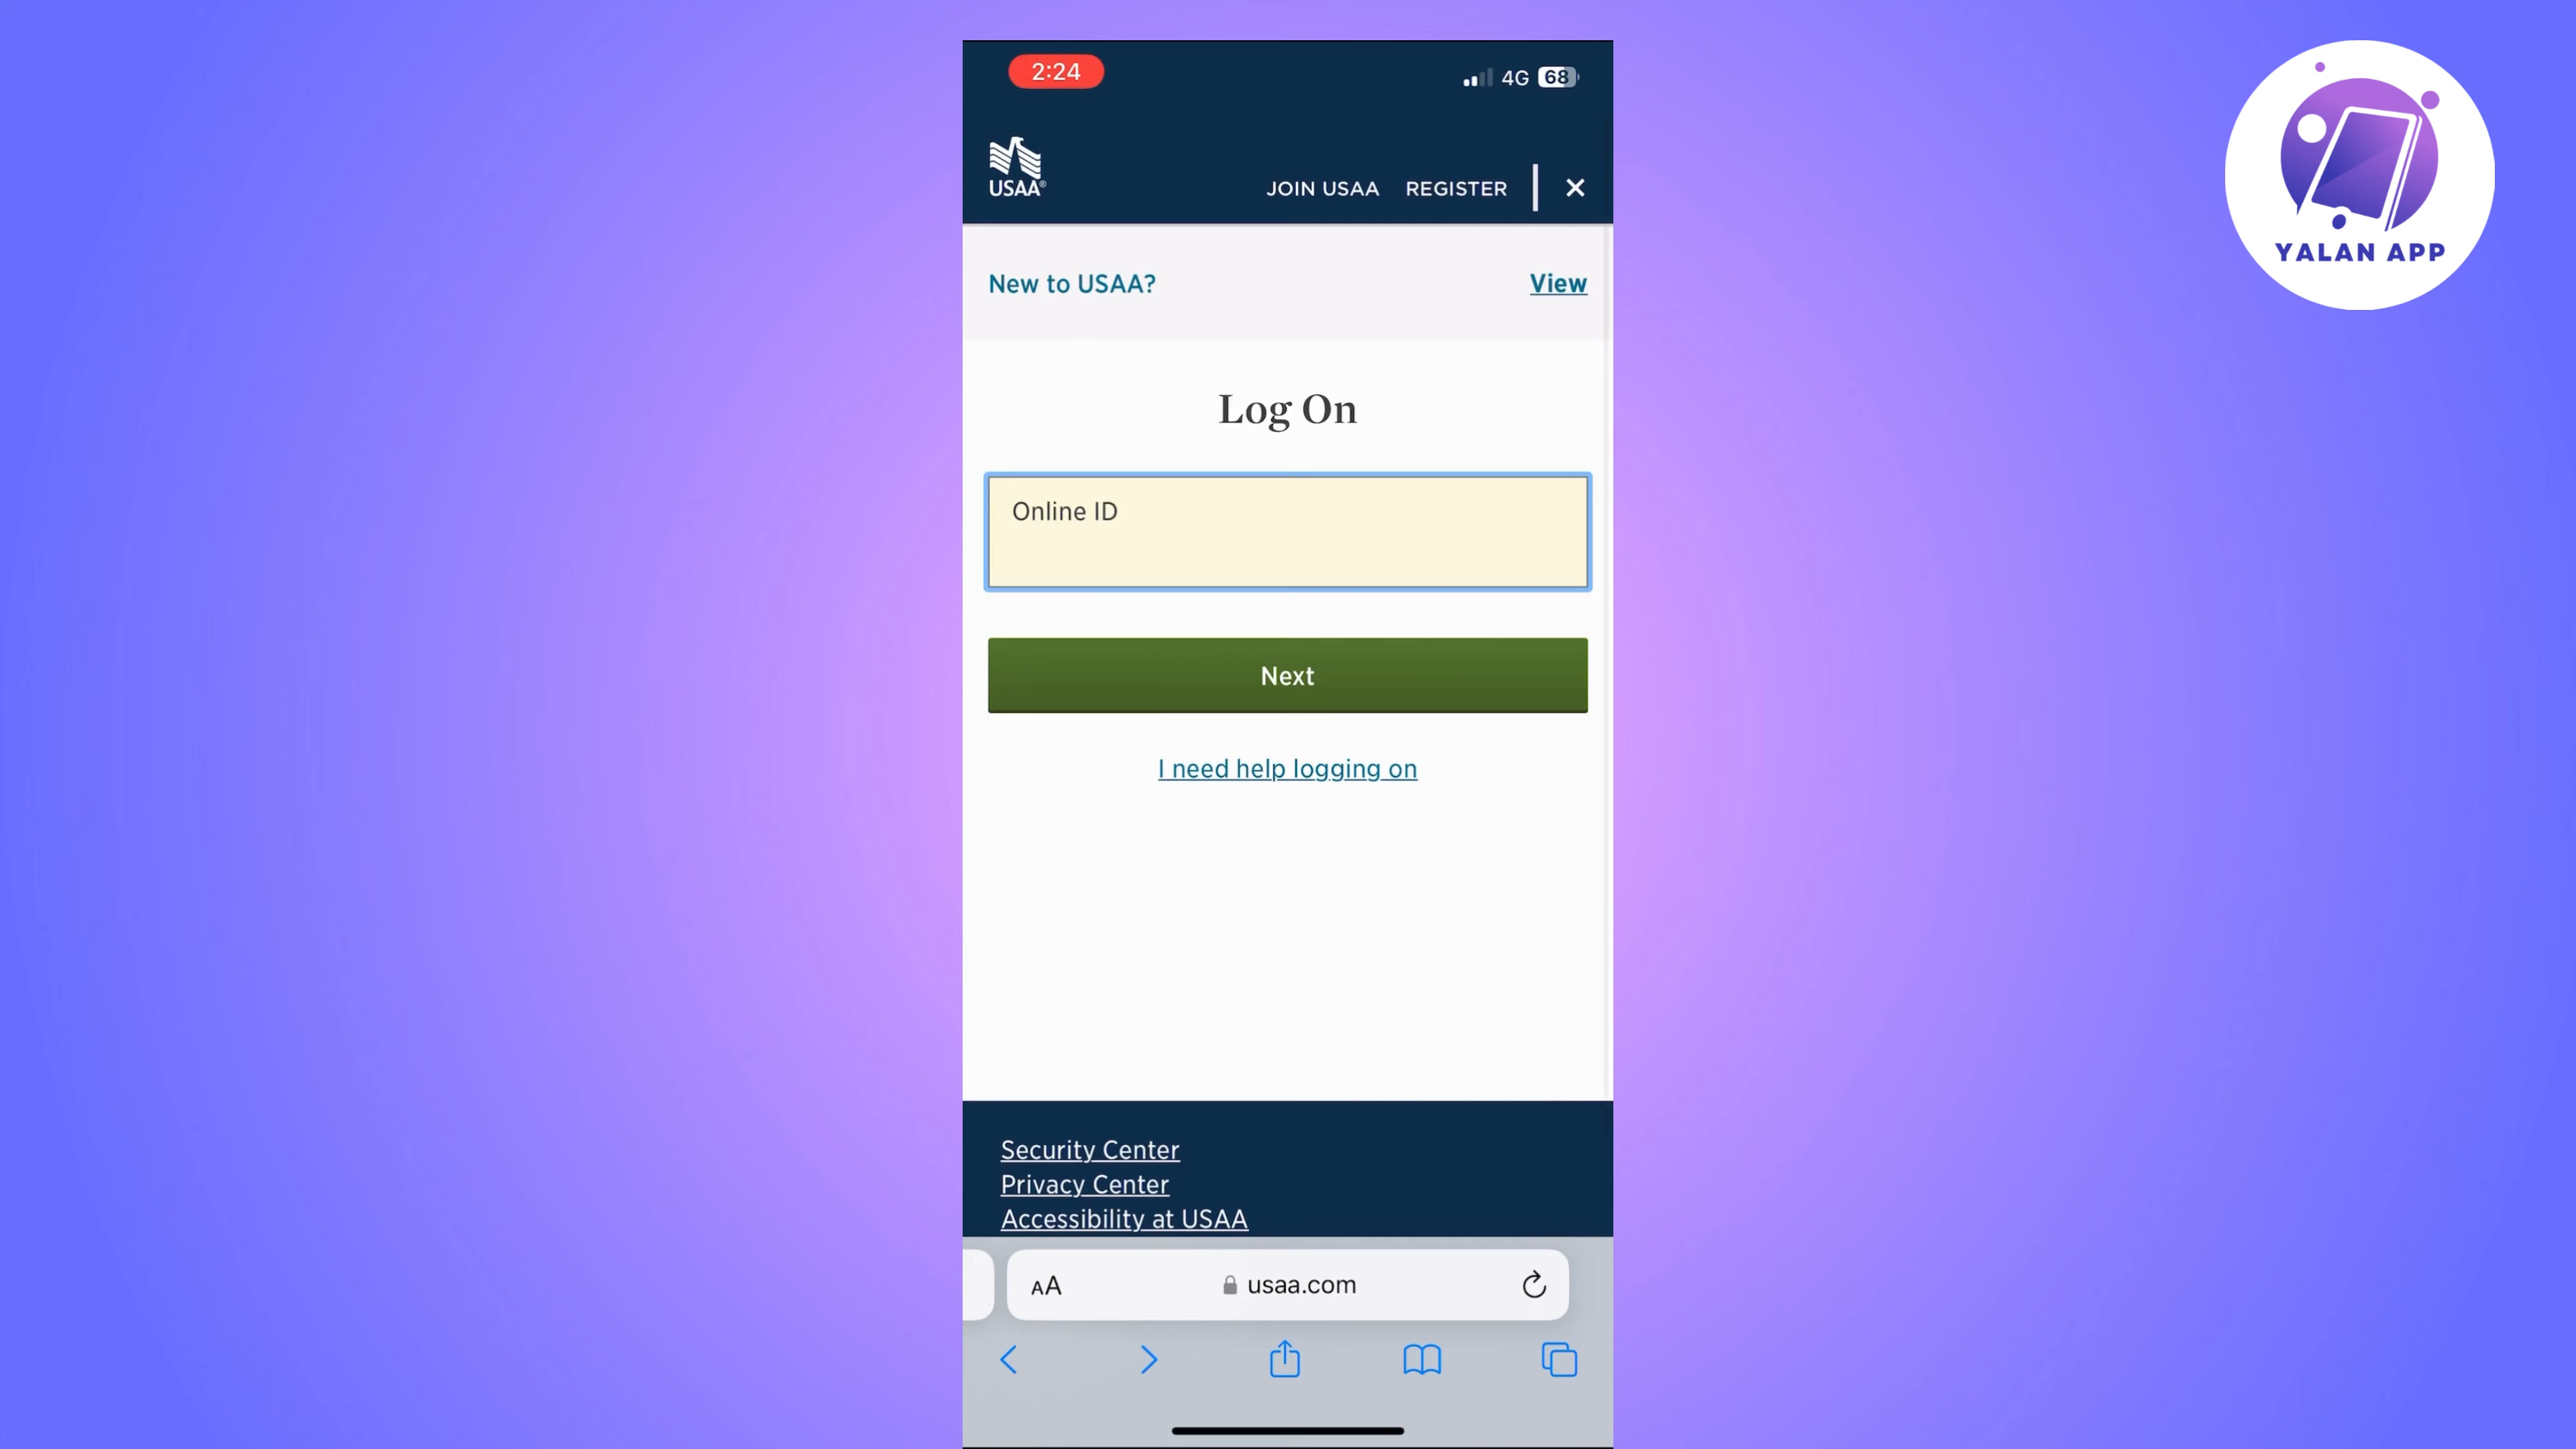 2:24
4G 68
USAA®
JOIN USAA REGISTER
New to USAA? View
Log On
Online ID
Next
I need help logging on
Security Center
Privacy Center
Accessibility at USAA
AA usaa.com
YALAN APP